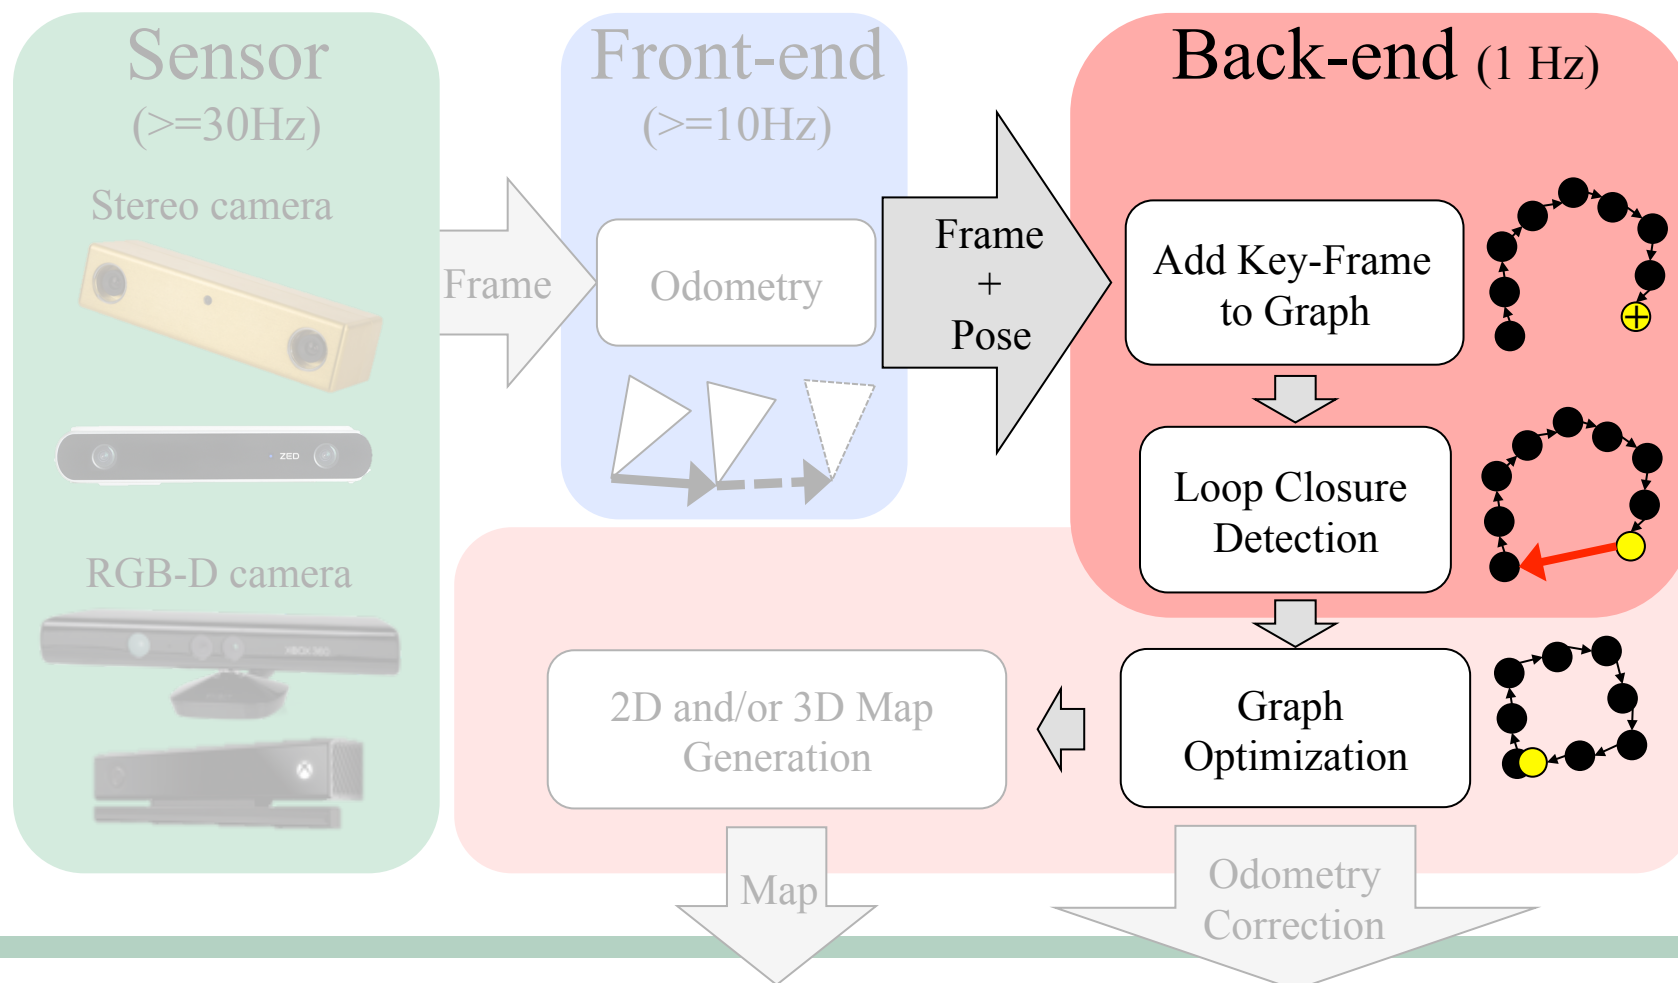 Sensor
(>=30Hz)
Stereo camera
ZED
RGB-D camera
XBOX 360
Frame
Front-end
(>=10Hz)
Odometry
Frame
+
Pose
Back-end (1 Hz)
Add Key-Frame
to Graph
Loop Closure
Detection
Graph
Optimization
2D and/or 3D Map
Generation
Map
Odometry
Correction